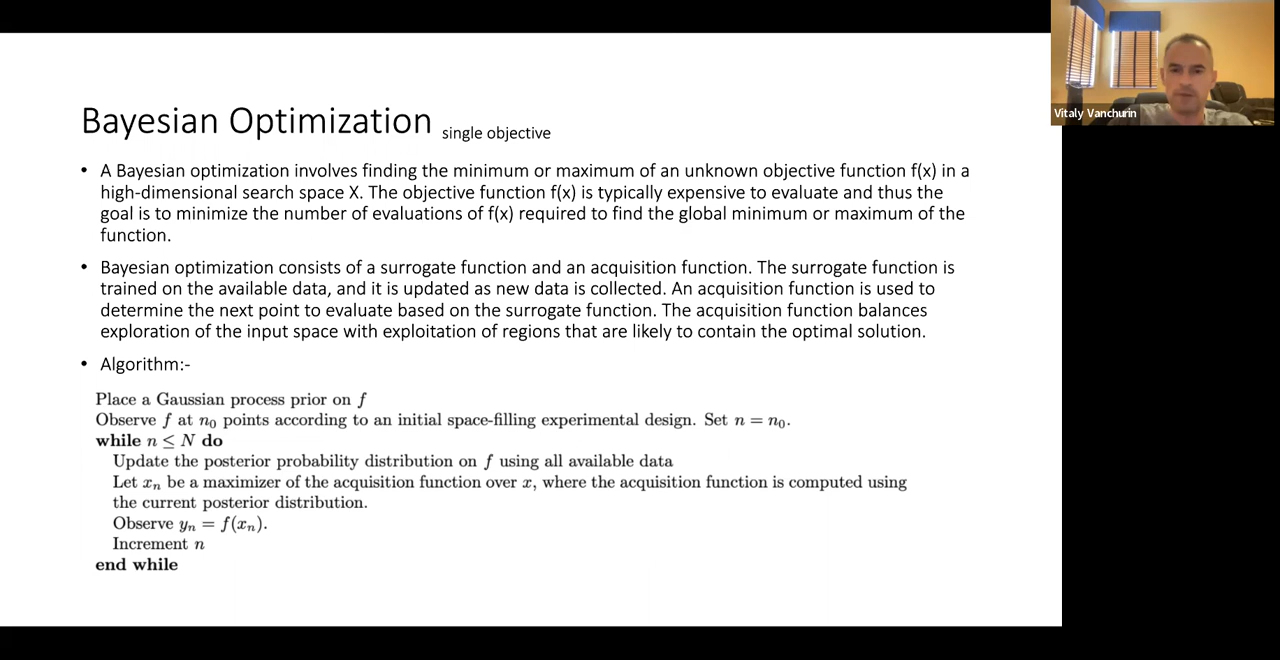 Bayesian Optimization single objective
• A Bayesian optimization involves finding the minimum or maximum of an unknown objective function f(x) in a
high-dimensional search space X. The objective function f(x) is typically expensive to evaluate and thus the
goal is to minimize the number of evaluations of f(x) required to find the global minimum or maximum of the
function.
• Bayesian optimization consists of a surrogate function and an acquisition function. The surrogate function is
trained on the available data, and it is updated as new data is collected. An acquisition function is used to
determine the next point to evaluate based on the surrogate function. The acquisition function balances
exploration of the input space with exploitation of regions that are likely to contain the optimal solution.
• Algorithm:-
Place a Gaussian process prior on f
Observe f at n₀ points according to an initial space-filling experimental design. Set n = n₀.
while n ≤ N do
Update the posterior probability distribution on f using all available data
Let xₙ be a maximizer of the acquisition function over x, where the acquisition function is computed using
the current posterior distribution.
Observe yₙ = f(xₙ).
Increment n
end while
Vitaly Vanchurin